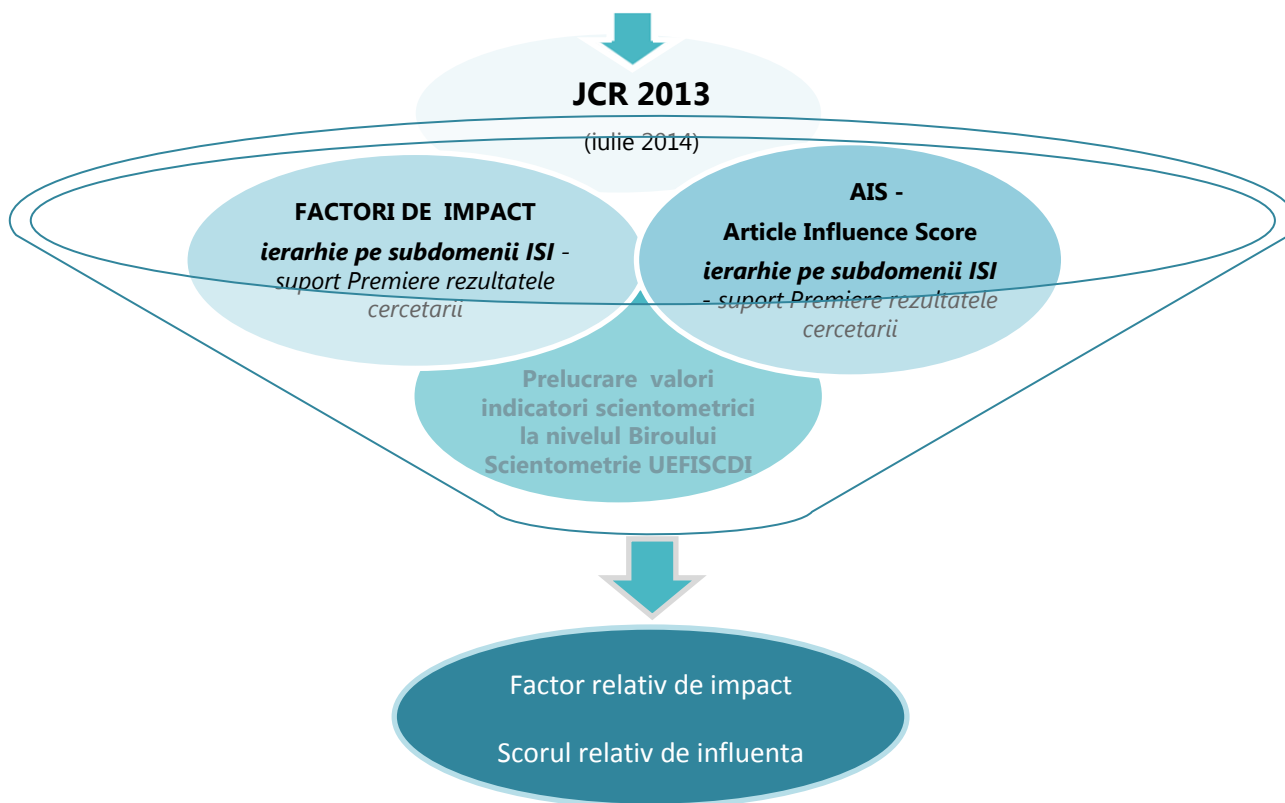 JCR 2013
(iulie 2014)
FACTORI DE IMPACT
ierarhie pe subdomenii ISI -
suport Premiere rezultatele
cercetarii
AIS -
Article Influence Score
ierarhie pe subdomenii ISI
- suport Premiere rezultatele
cercetarii
Prelucrare valori
indicatori scientometrici
la nivelul Biroului
Scientometrie UEFISCDI
Factor relativ de impact
Scorul relativ de influenta